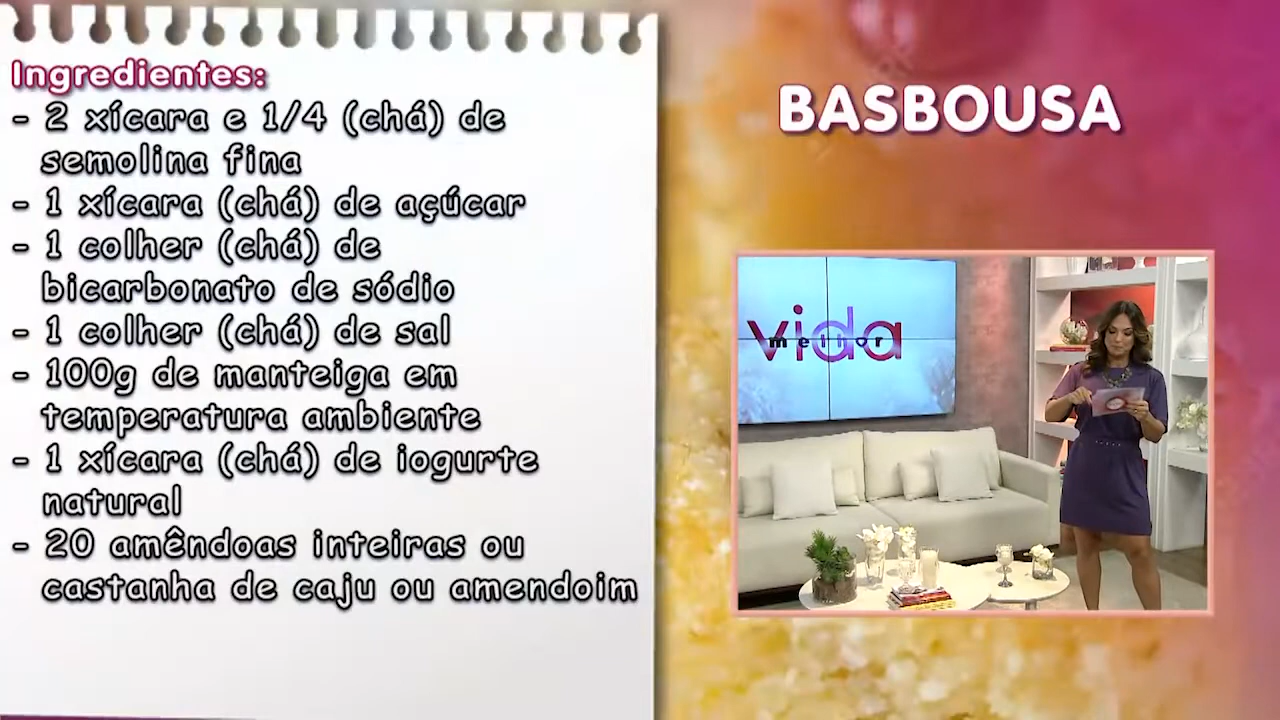 Ingredientes:
- 2 xícara e 1/4 (chá) de
semolina fina
- 1 xícara (chá) de açúcar
- 1 colher (chá) de
bicarbonato de sódio
- 1 colher (chá) de sal
- 100g de manteiga em
temperatura ambiente
- 1 xícara (chá) de iogurte
natural
- 20 amêndoas inteiras ou
castanha de caju ou amendoim
BASBOUSA
vida
melhor